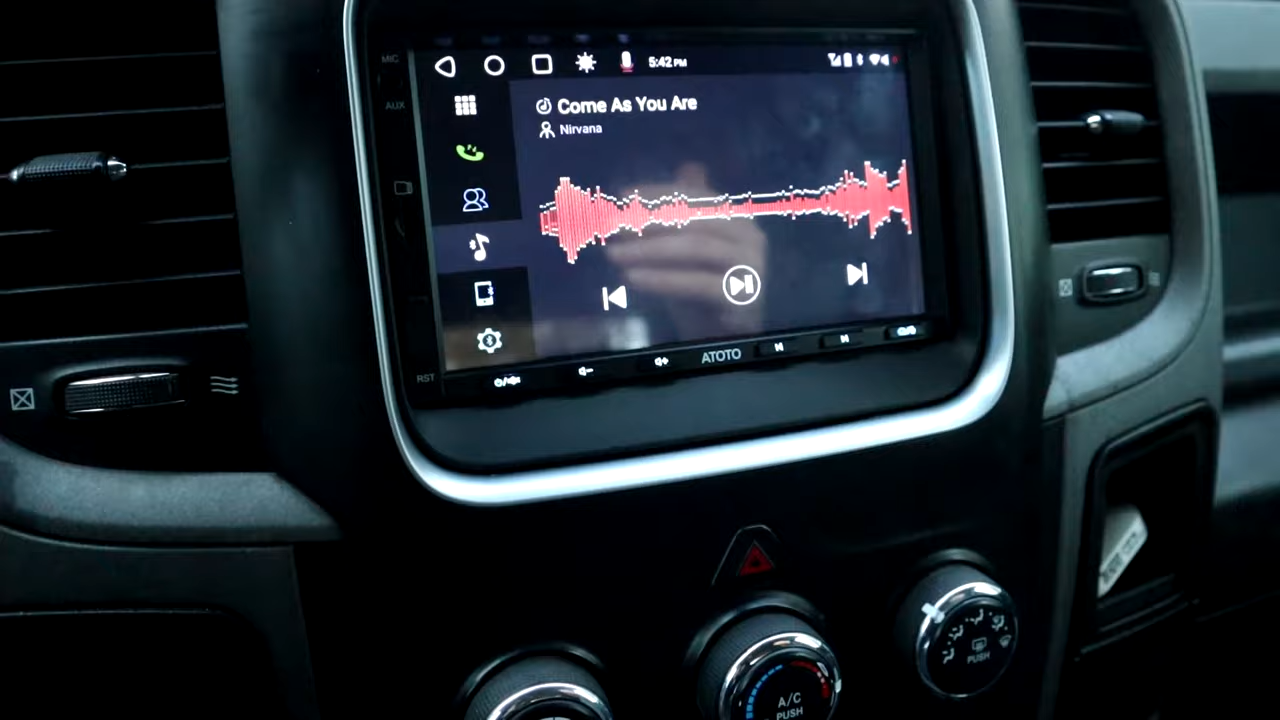 MIC
5:42 PM
AUX
Come As You Are
Nirvana
RST
ATOTO
PUSH
A/C
PUSH